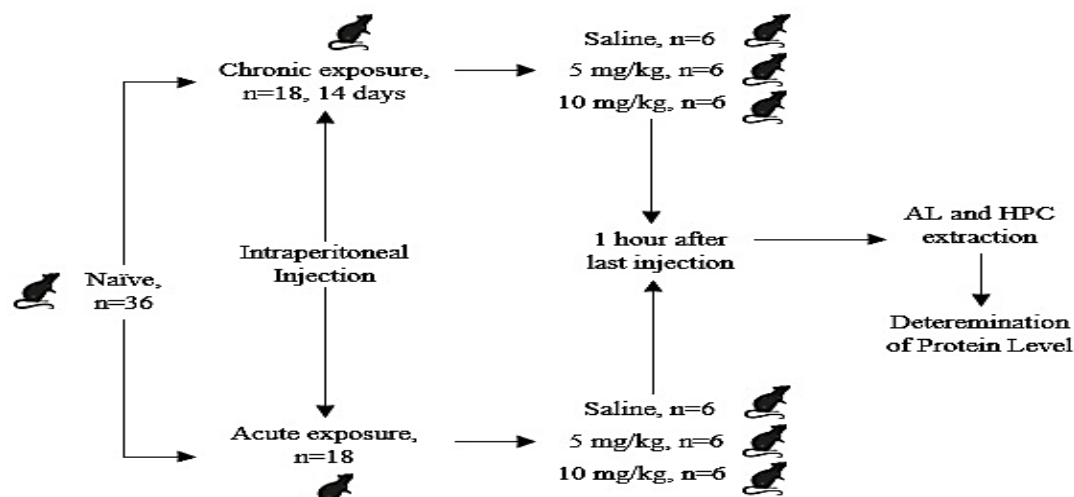 Chronic exposure,
n=18, 14 days
Saline, n=6
5 mg/kg, n=6
10 mg/kg, n=6
Naïve,
n=36
Intraperitoneal
Injection
1 hour after
last injection
AL and HPC
extraction
Deteremination
of Protein Level
Acute exposure,
n=18
Saline, n=6
5 mg/kg, n=6
10 mg/kg, n=6